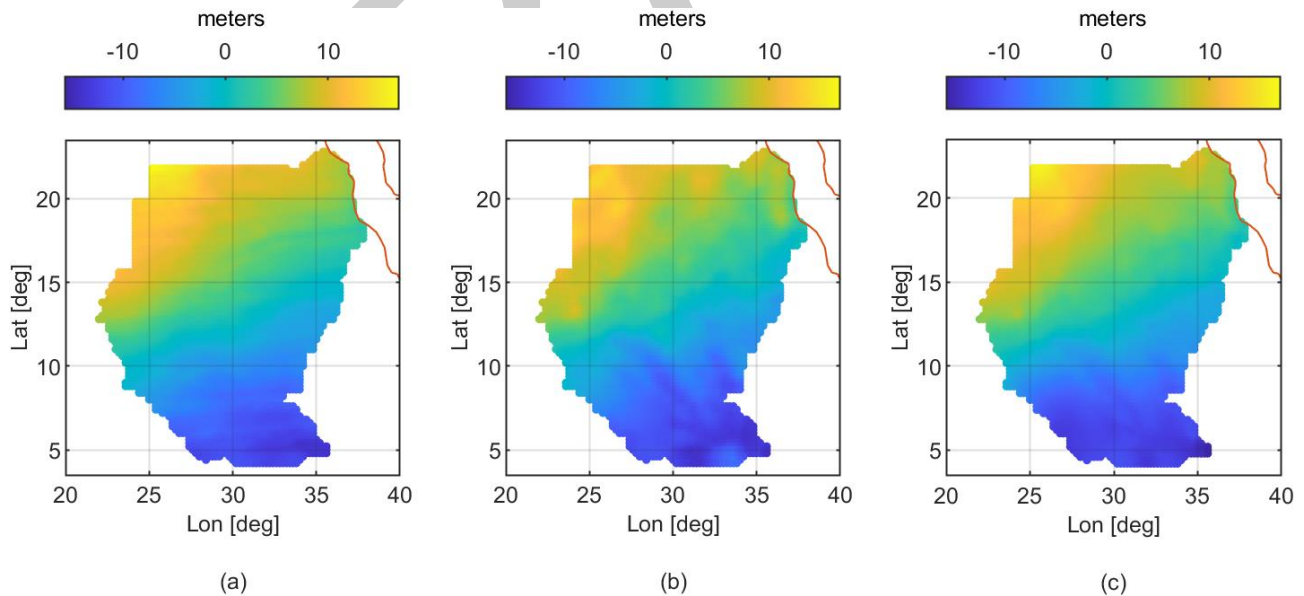 meters meters meters
-10 0 10 -10 0 10 -10 0 10
20 20 20
15 15 15
Lat [deg] Lat [deg] Lat [deg]
10 10 10
5 5 5
20 25 30 35 40 20 25 30 35 40 20 25 30 35 40
Lon [deg] Lon [deg] Lon [deg]
(a) (b) (c)